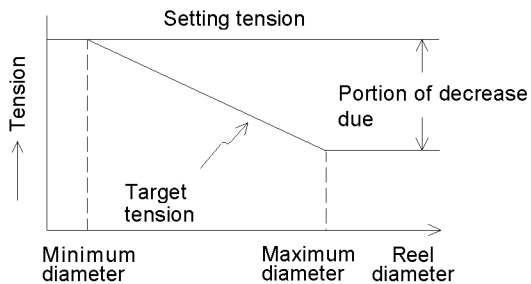 Setting tension
Tension
Portion of decrease
due
Target
tension
Minimum
diameter
Maximum
diameter
Reel
diameter